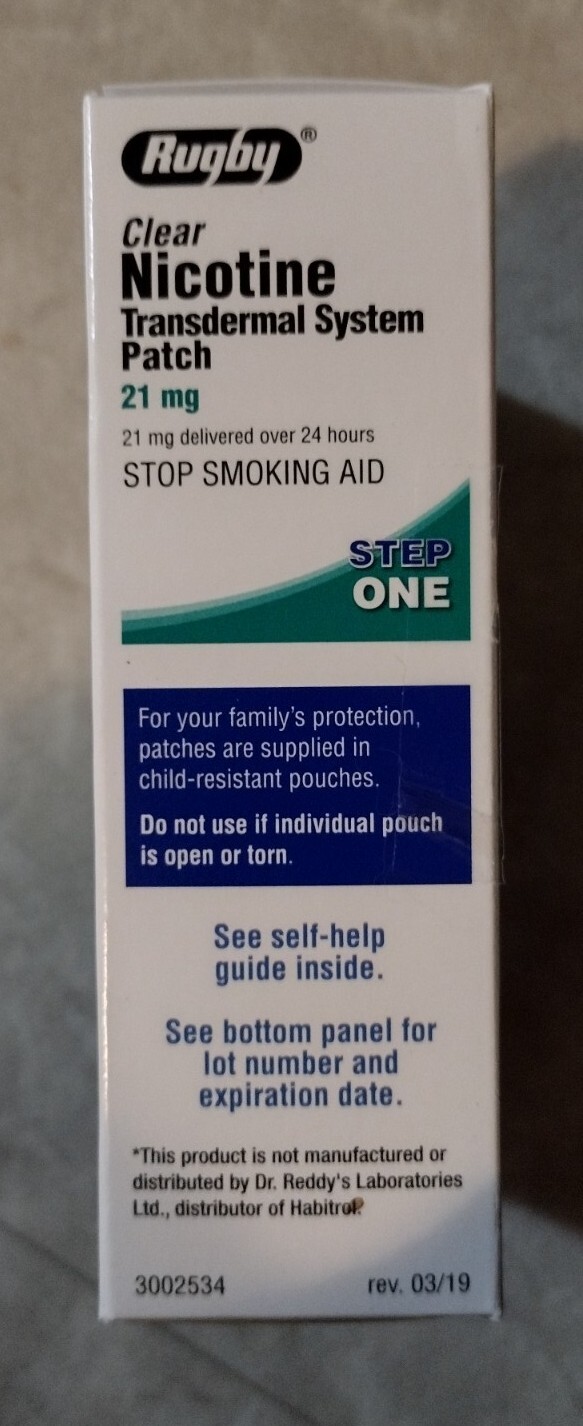 Rugby®
Clear
Nicotine
Transdermal System
Patch
21 mg
21 mg delivered over 24 hours
STOP SMOKING AID
STEP
ONE
For your family's protection,
patches are supplied in
child-resistant pouches.
Do not use if individual pouch
is open or torn.
See self-help
guide inside.
See bottom panel for
lot number and
expiration date.
*This product is not manufactured or
distributed by Dr. Reddy's Laboratories
Ltd., distributor of Habitrol®
3002534 rev. 03/19